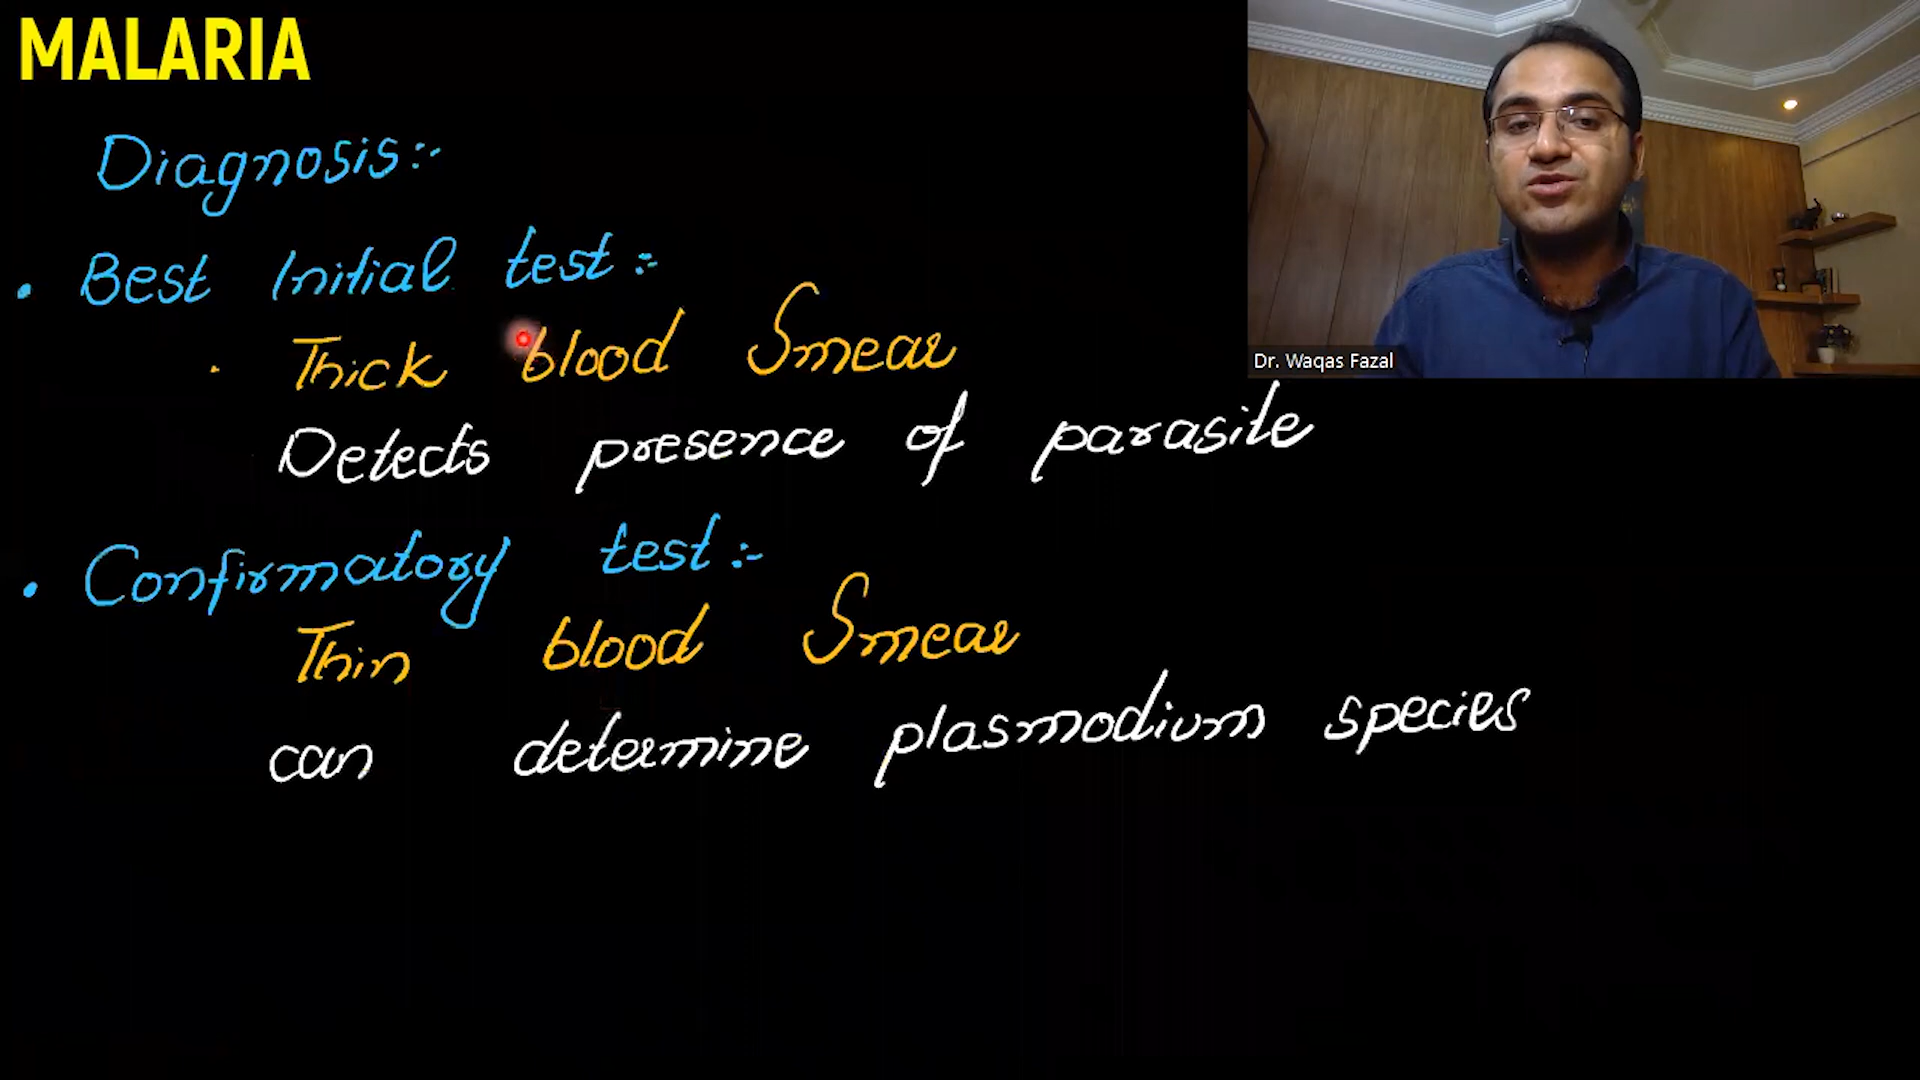 MALARIA
Diagnosis:-
• Best Initial test:-
· Thick blood Smear
Detects presence of parasite
• Confirmatory test:-
Thin blood Smear
can determine plasmodium species
Dr. Waqas Fazal